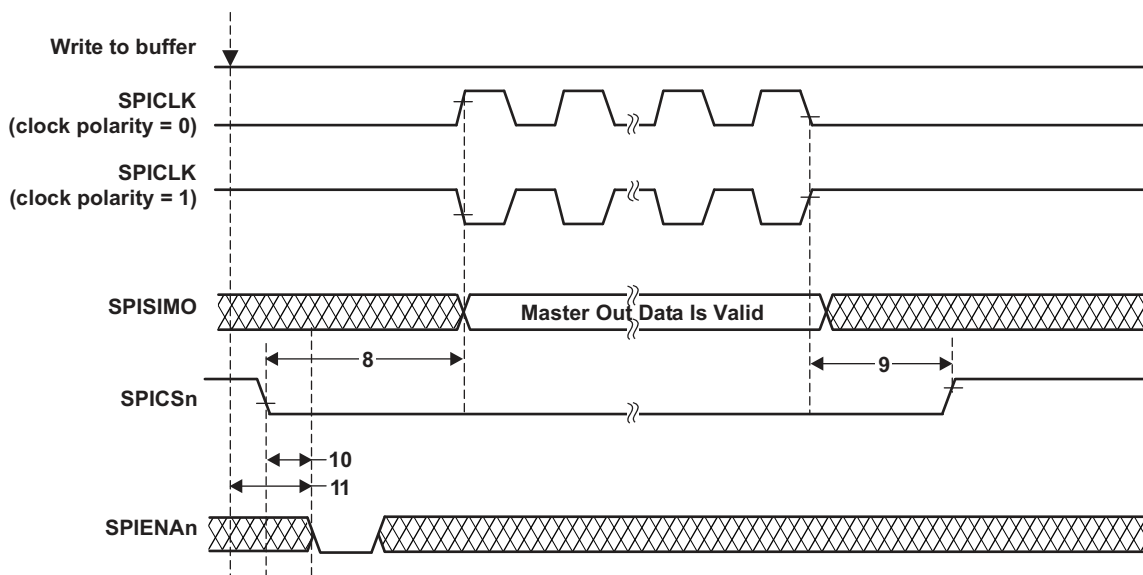 Write to buffer
SPICLK
(clock polarity = 0)
SPICLK
(clock polarity = 1)
SPISIMO
Master Out Data Is Valid
8
9
SPICSn
10
11
SPIENAn